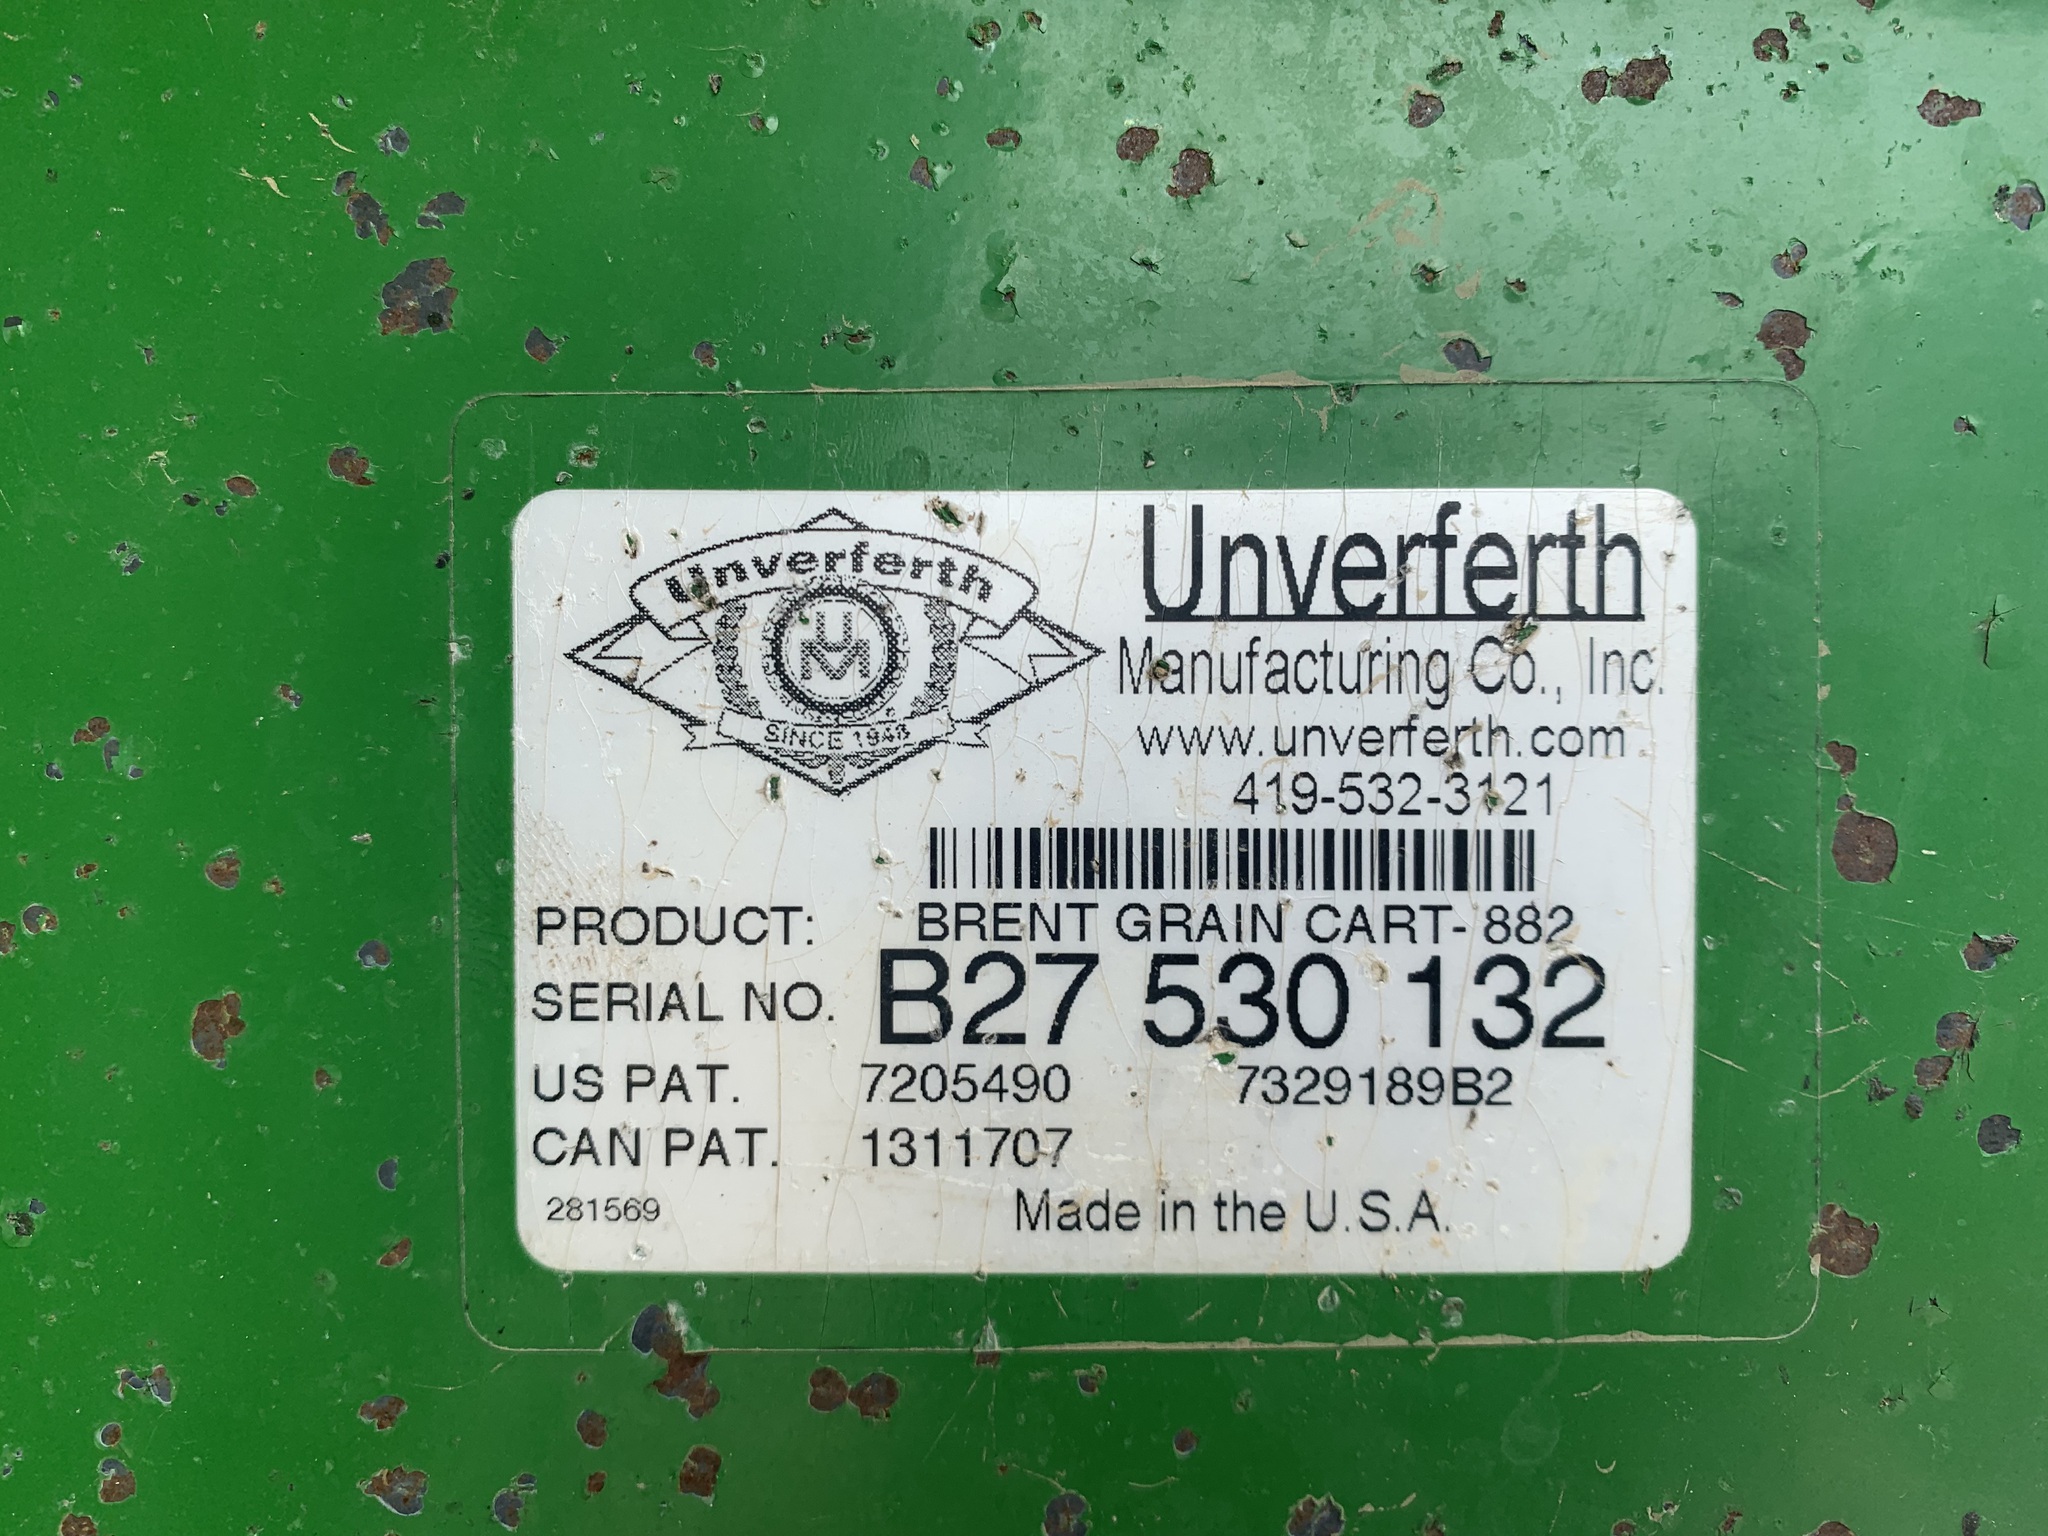 Unverferth
UM
SINCE 1948
Unverferth
Manufacturing Co., Inc.
www.unverferth.com
419-532-3121
PRODUCT: BRENT GRAIN CART- 882
SERIAL NO. B27 530 132
US PAT. 7205490 7329189B2
CAN PAT. 1311707
281569 Made in the U.S.A.